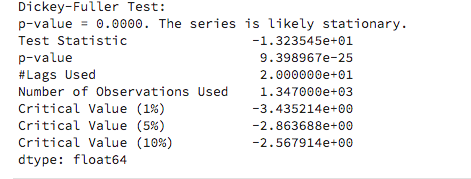 Dickey-Fuller Test:
p-value = 0.0000. The series is likely stationary.
Test Statistic -1.323545e+01
p-value 9.398967e-25
#Lags Used 2.000000e+01
Number of Observations Used 1.347000e+03
Critical Value (1%) -3.435214e+00
Critical Value (5%) -2.863688e+00
Critical Value (10%) -2.567914e+00
dtype: float64